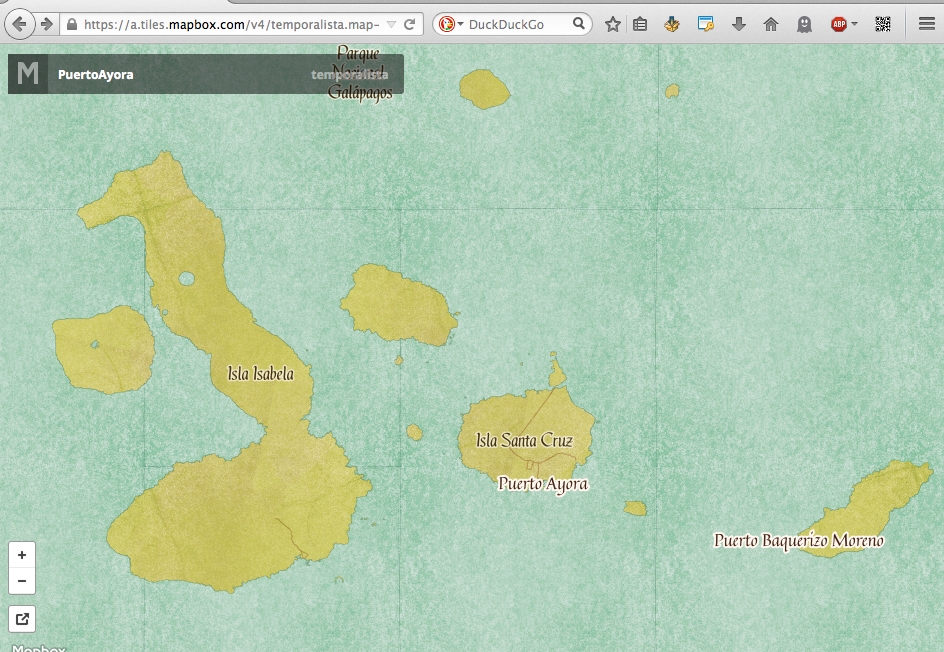 https://a.tiles.mapbox.com/v4/temporalista.map-
DuckDuckGo
ABP
M PuertoAyora temporalista
Parque
Nacional
Galápagos
Isla Isabela
Isla Santa Cruz
Puerto Ayora
Puerto Baquerizo Moreno
+
−
Mapbox